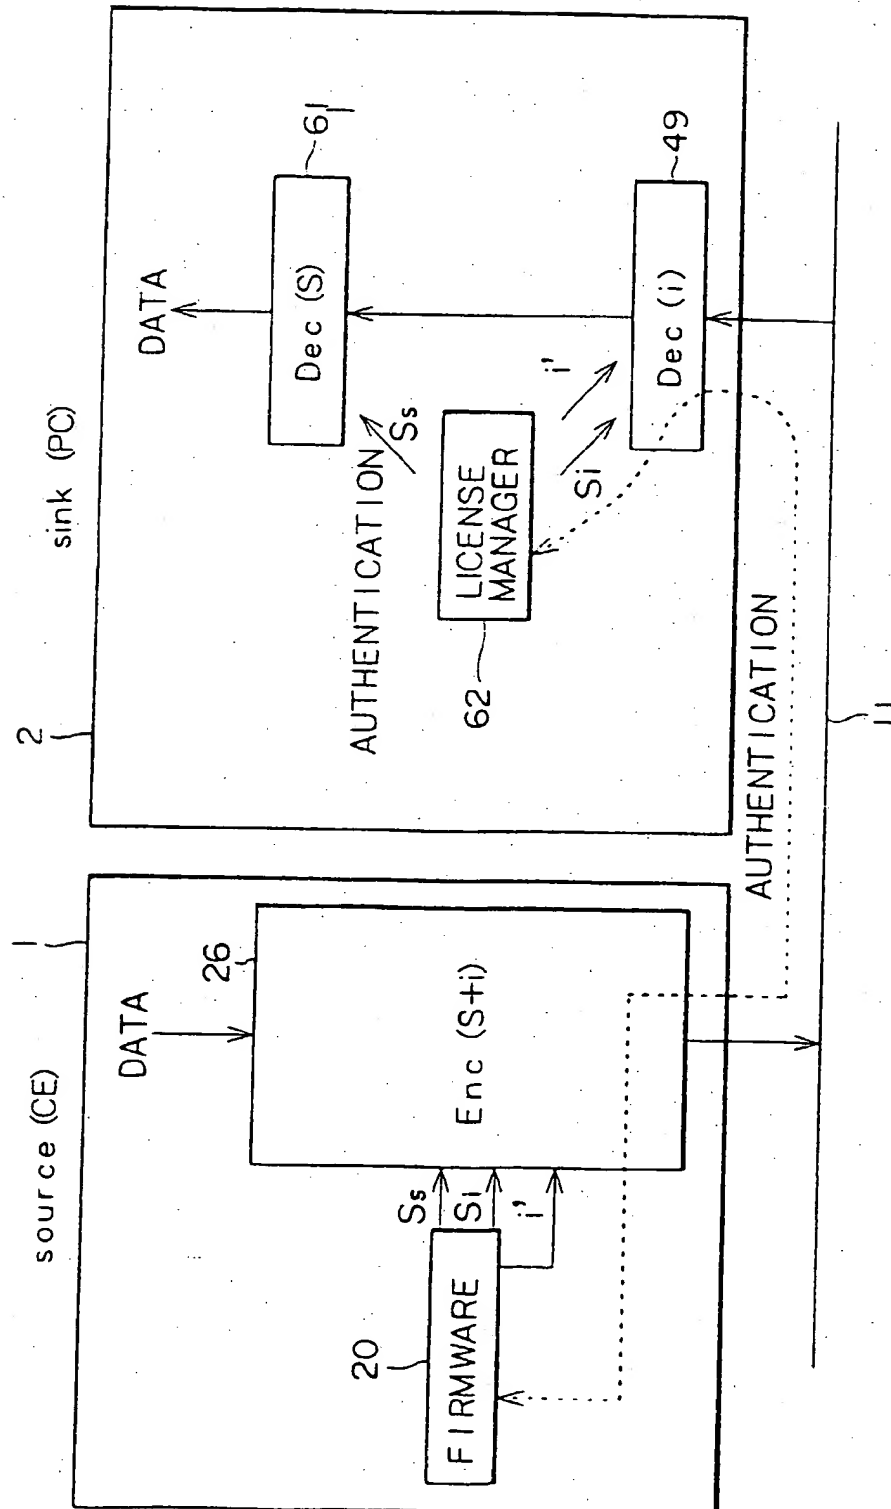 source (CE)
1
DATA
26
Enc (S+i)
Ss
Si
i'
20
FIRMWARE
sink (PC)
2
DATA
61
Dec (S)
AUTHENTICATION
Ss
LICENSE
MANAGER
62
i'
Si
49
Dec (i)
AUTHENTICATION
11